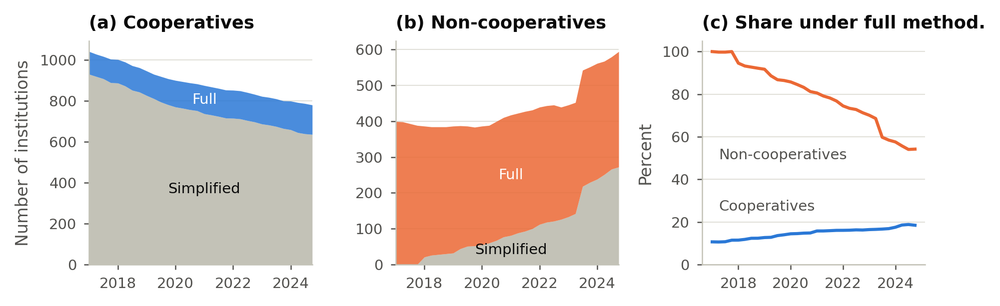 (a) Cooperatives
Number of institutions
1000
800
600
400
200
0
Full
Simplified
2018 2020 2022 2024
(b) Non-cooperatives
600
500
400
300
200
100
0
Full
Simplified
2018 2020 2022 2024
(c) Share under full method.
Percent
100
80
60
40
20
0
Non-cooperatives
Cooperatives
2018 2020 2022 2024